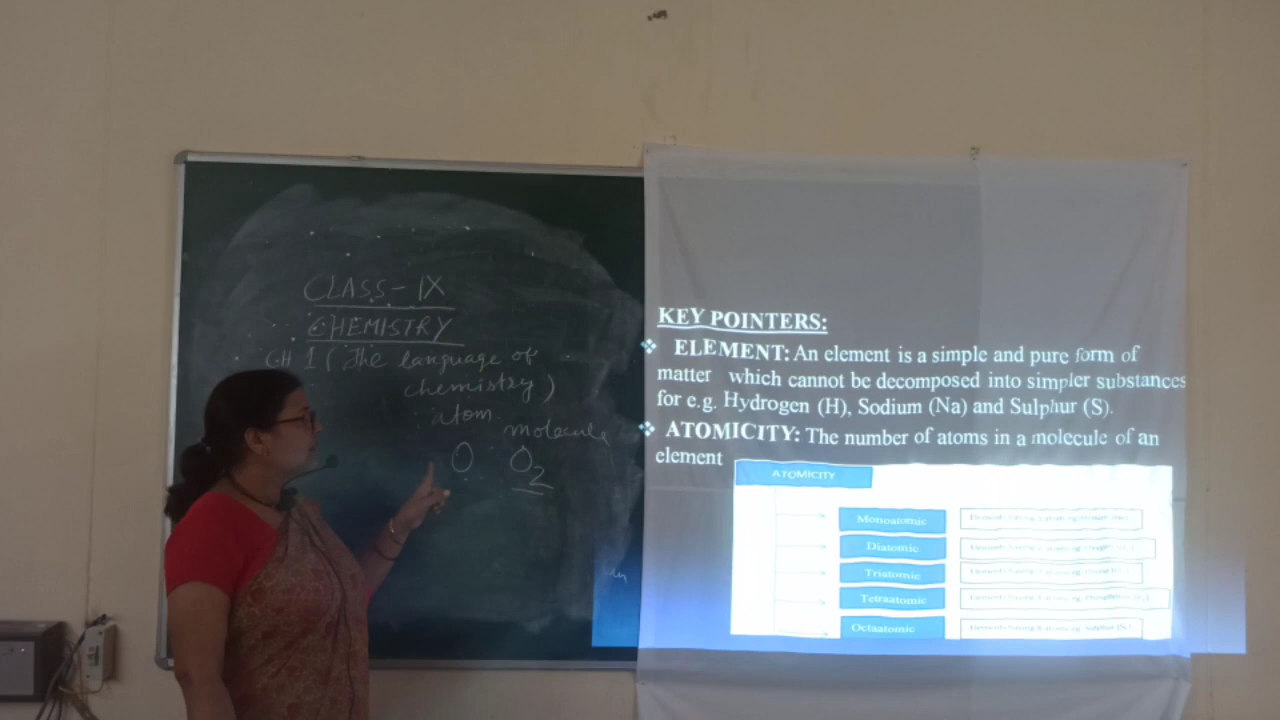 CLASS-IX
CHEMISTRY
CH 1 (The language of
chemistry)
atom molecule
O O2
KEY POINTERS:
❖ ELEMENT: An element is a simple and pure form of
matter which cannot be decomposed into simpler substances
for e.g. Hydrogen (H), Sodium (Na) and Sulphur (S).
❖ ATOMICITY: The number of atoms in a molecule of an
element
ATOMICITY
Monoatomic
Diatomic
Triatomic
Tetraatomic
Octaatomic